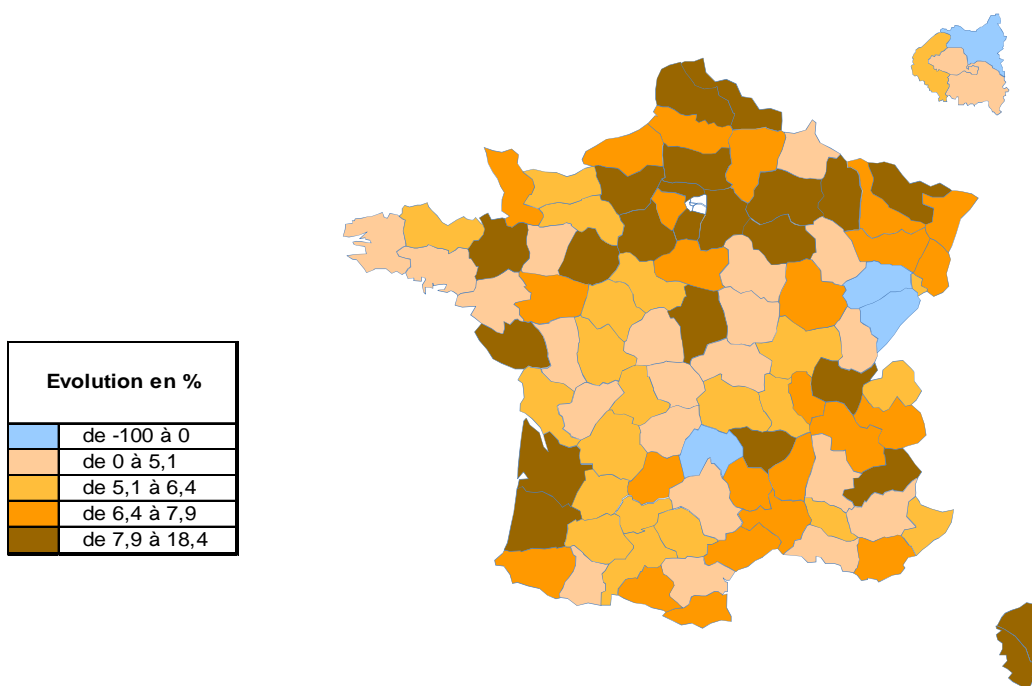 Evolution en %
de -100 à 0
de 0 à 5,1
de 5,1 à 6,4
de 6,4 à 7,9
de 7,9 à 18,4